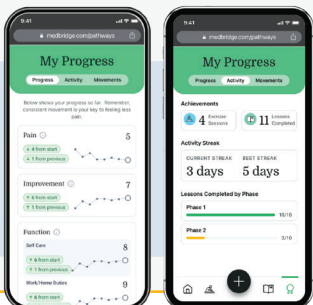 9:41
medbridge.com/pathways
My Progress
Progress Activity Movements
Below shows your progress so far. Remember,
consistent movement is your key to feeling less
pain.
Pain 5
↓ 4 from start
↓ 1 from previous
Improvement 7
↑ 6 from start
↑ 1 from previous
Function
Self Care 8
↑ 6 from start
↑ 1 from previous
Work/Home Duties 9
↑ 6 from start
9:41
medbridge.com/pathways
My Progress
Progress Activity Movements
Achievements
4 Exercise
Sessions
11 Lessons
Completed
Activity Streak
CURRENT STREAK BEST STREAK
3 days 5 days
Lessons Completed by Phase
Phase 1
10/10
Phase 2
2/10